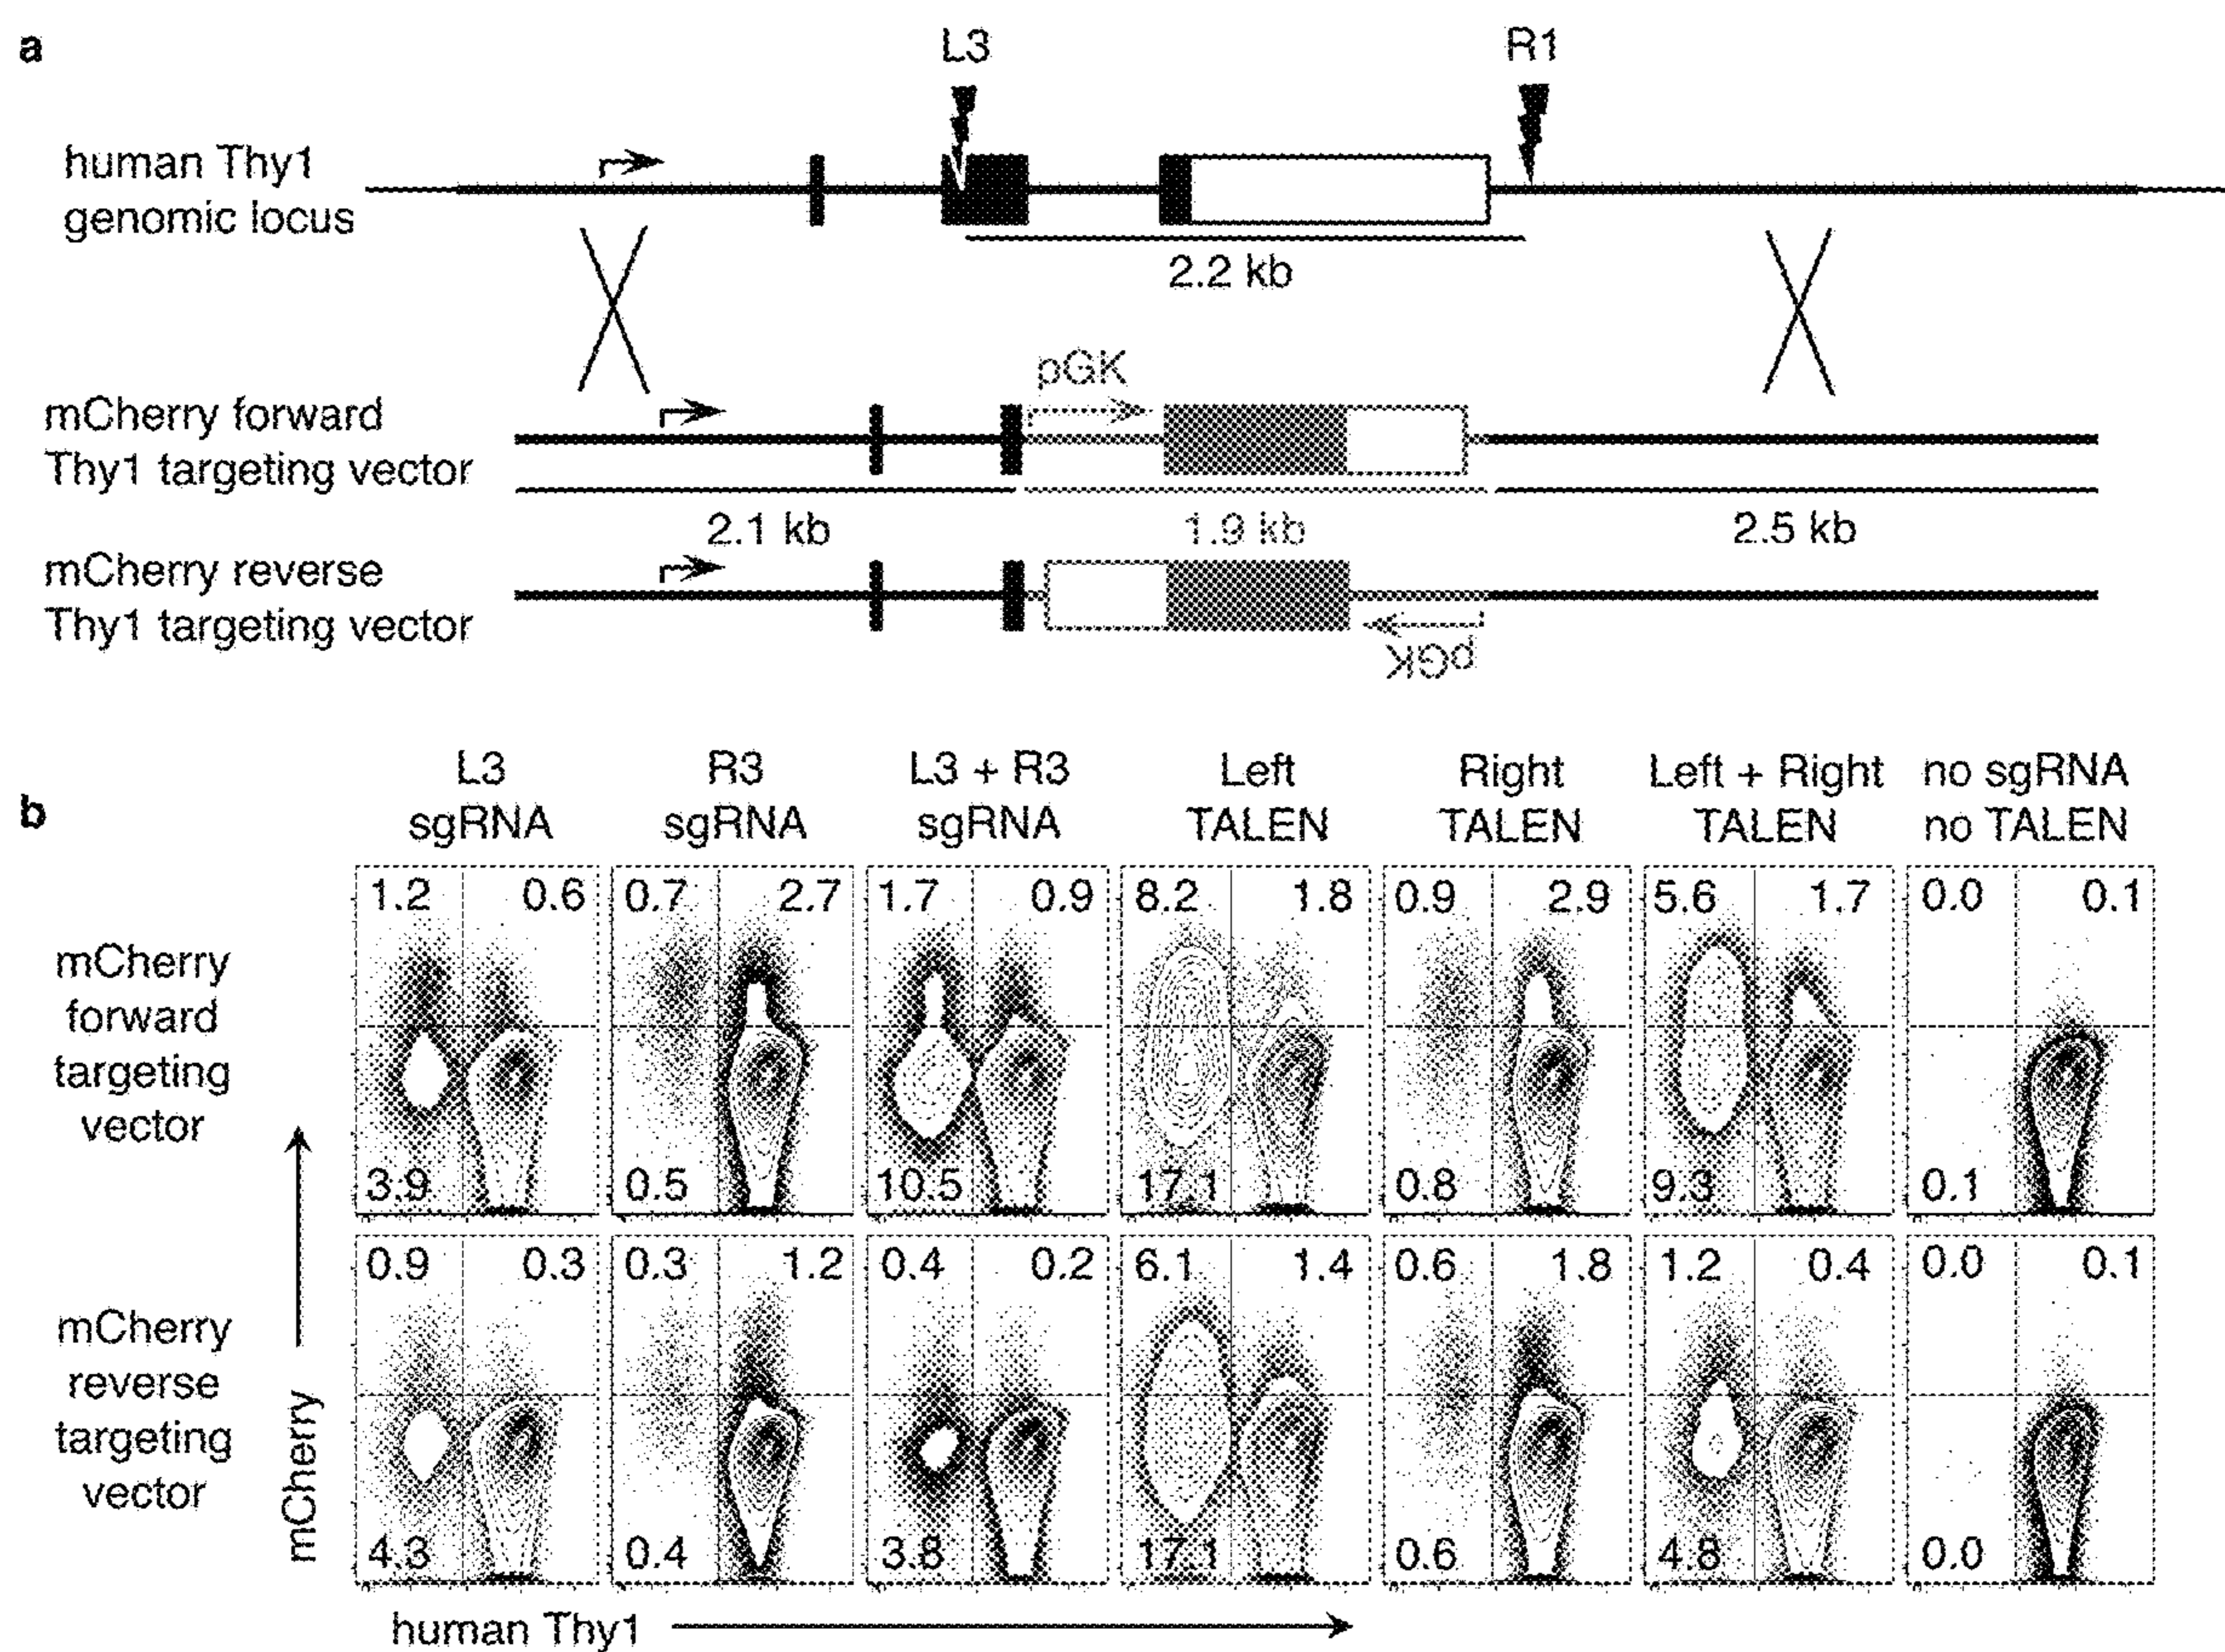 a
L3
R1
human Thy1
genomic locus
2.2 kb
pGK
mCherry forward
Thy1 targeting vector
2.1 kb
1.9 kb
2.5 kb
mCherry reverse
Thy1 targeting vector
pGK
b
L3
sgRNA
R3
sgRNA
L3 + R3
sgRNA
Left
TALEN
Right
TALEN
Left + Right
TALEN
no sgRNA
no TALEN
mCherry
forward
targeting
vector
1.2 0.6 0.7 2.7 1.7 0.9 8.2 1.8 0.9 2.9 5.6 1.7 0.0 0.1
3.9 0.5 10.5 17.1 0.8 9.3 0.1
mCherry
reverse
targeting
vector
0.9 0.3 0.3 1.2 0.4 0.2 6.1 1.4 0.6 1.8 1.2 0.4 0.0 0.1
4.3 0.4 3.8 17.1 0.6 4.8 0.0
mCherry
human Thy1